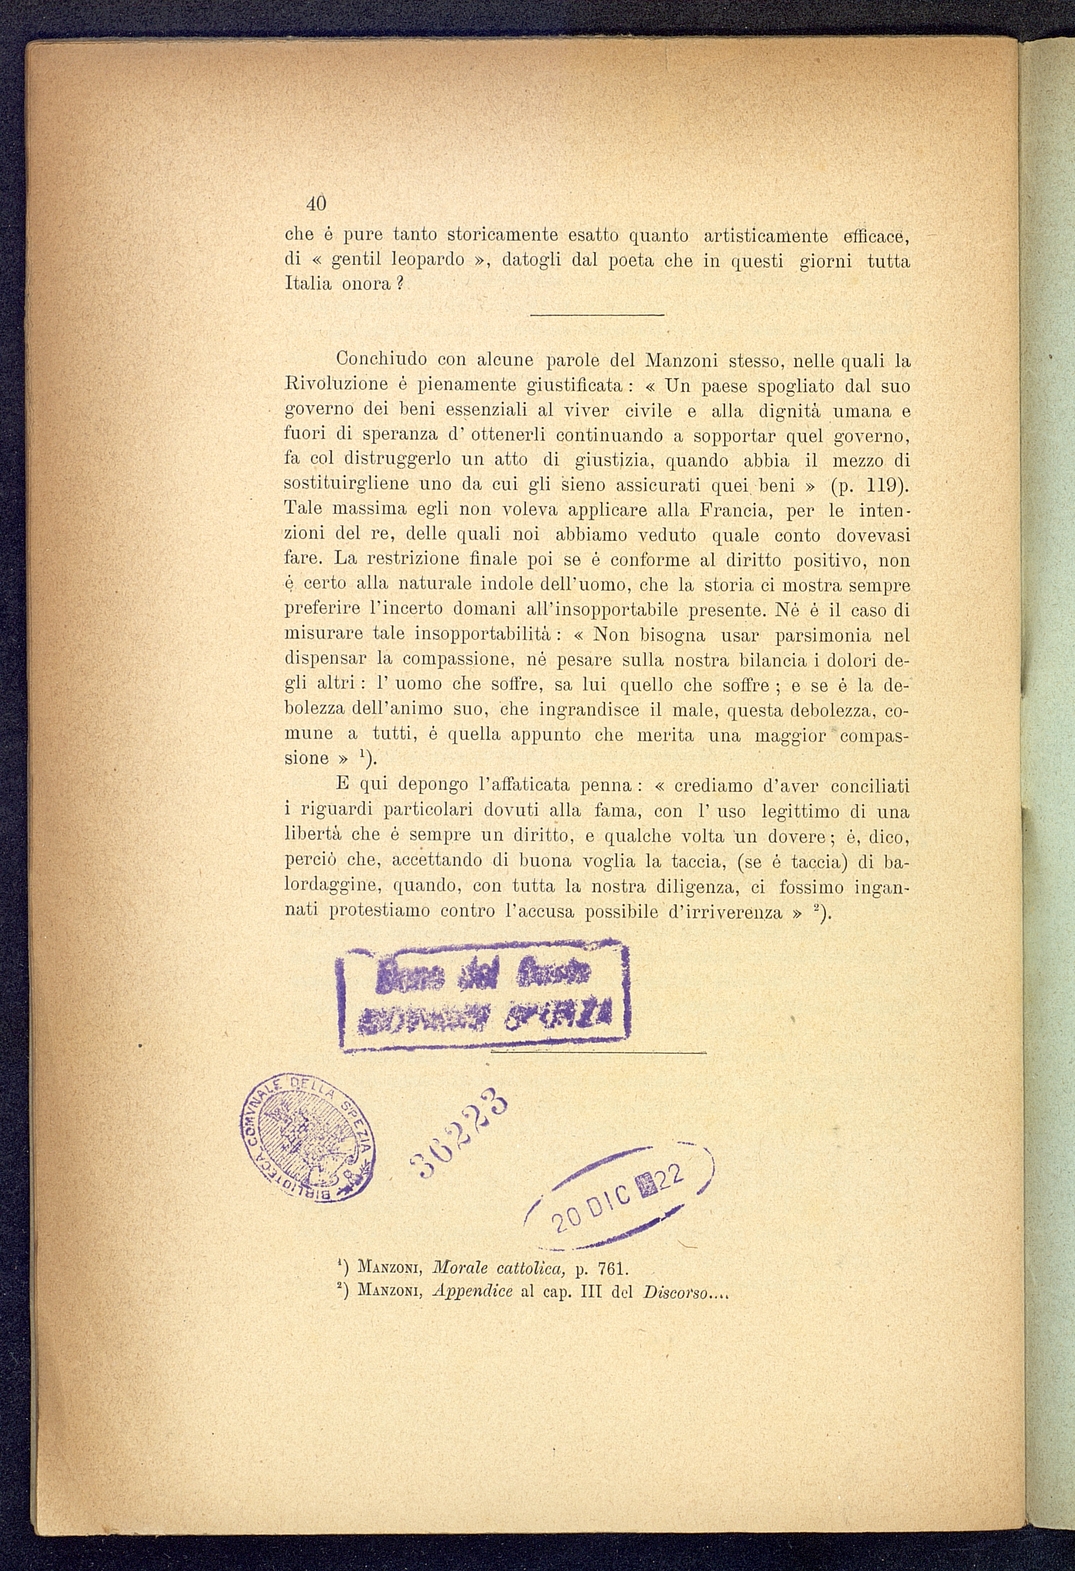 40
che è pure tanto storicamente esatto quanto artisticamente efficace,
di « gentil leopardo », datogli dal poeta che in questi giorni tutta
Italia onora ?
Conchiudo con alcune parole del Manzoni stesso, nelle quali la
Rivoluzione è pienamente giustificata : « Un paese spogliato dal suo
governo dei beni essenziali al viver civile e alla dignità umana e
fuori di speranza d' ottenerli continuando a sopportar quel governo,
fa col distruggerlo un atto di giustizia, quando abbia il mezzo di
sostituirgliene uno da cui gli sieno assicurati quei beni » (p. 119).
Tale massima egli non voleva applicare alla Francia, per le inten-
zioni del re, delle quali noi abbiamo veduto quale conto dovevasi
fare. La restrizione finale poi se è conforme al diritto positivo, non
è certo alla naturale indole dell'uomo, che la storia ci mostra sempre
preferire l'incerto domani all'insopportabile presente. Nè è il caso di
misurare tale insopportabilità : « Non bisogna usar parsimonia nel
dispensar la compassione, nè pesare sulla nostra bilancia i dolori de-
gli altri : l' uomo che soffre, sa lui quello che soffre ; e se è la de-
bolezza dell'animo suo, che ingrandisce il male, questa debolezza, co-
mune a tutti, è quella appunto che merita una maggior compas-
sione » ¹).
E qui depongo l'affaticata penna : « crediamo d'aver conciliati
i riguardi particolari dovuti alla fama, con l' uso legittimo di una
libertà che è sempre un diritto, e qualche volta un dovere ; è, dico,
perciò che, accettando di buona voglia la taccia, (se è taccia) di ba-
lordaggine, quando, con tutta la nostra diligenza, ci fossimo ingan-
nati protestiamo contro l'accusa possibile d'irriverenza » ²).
del
BIBLIOTECA COMVNALE DELLA SPEZIA
36223
20 DIC 22
¹) MANZONI, Morale cattolica, p. 761.
²) MANZONI, Appendice al cap. III del Discorso....